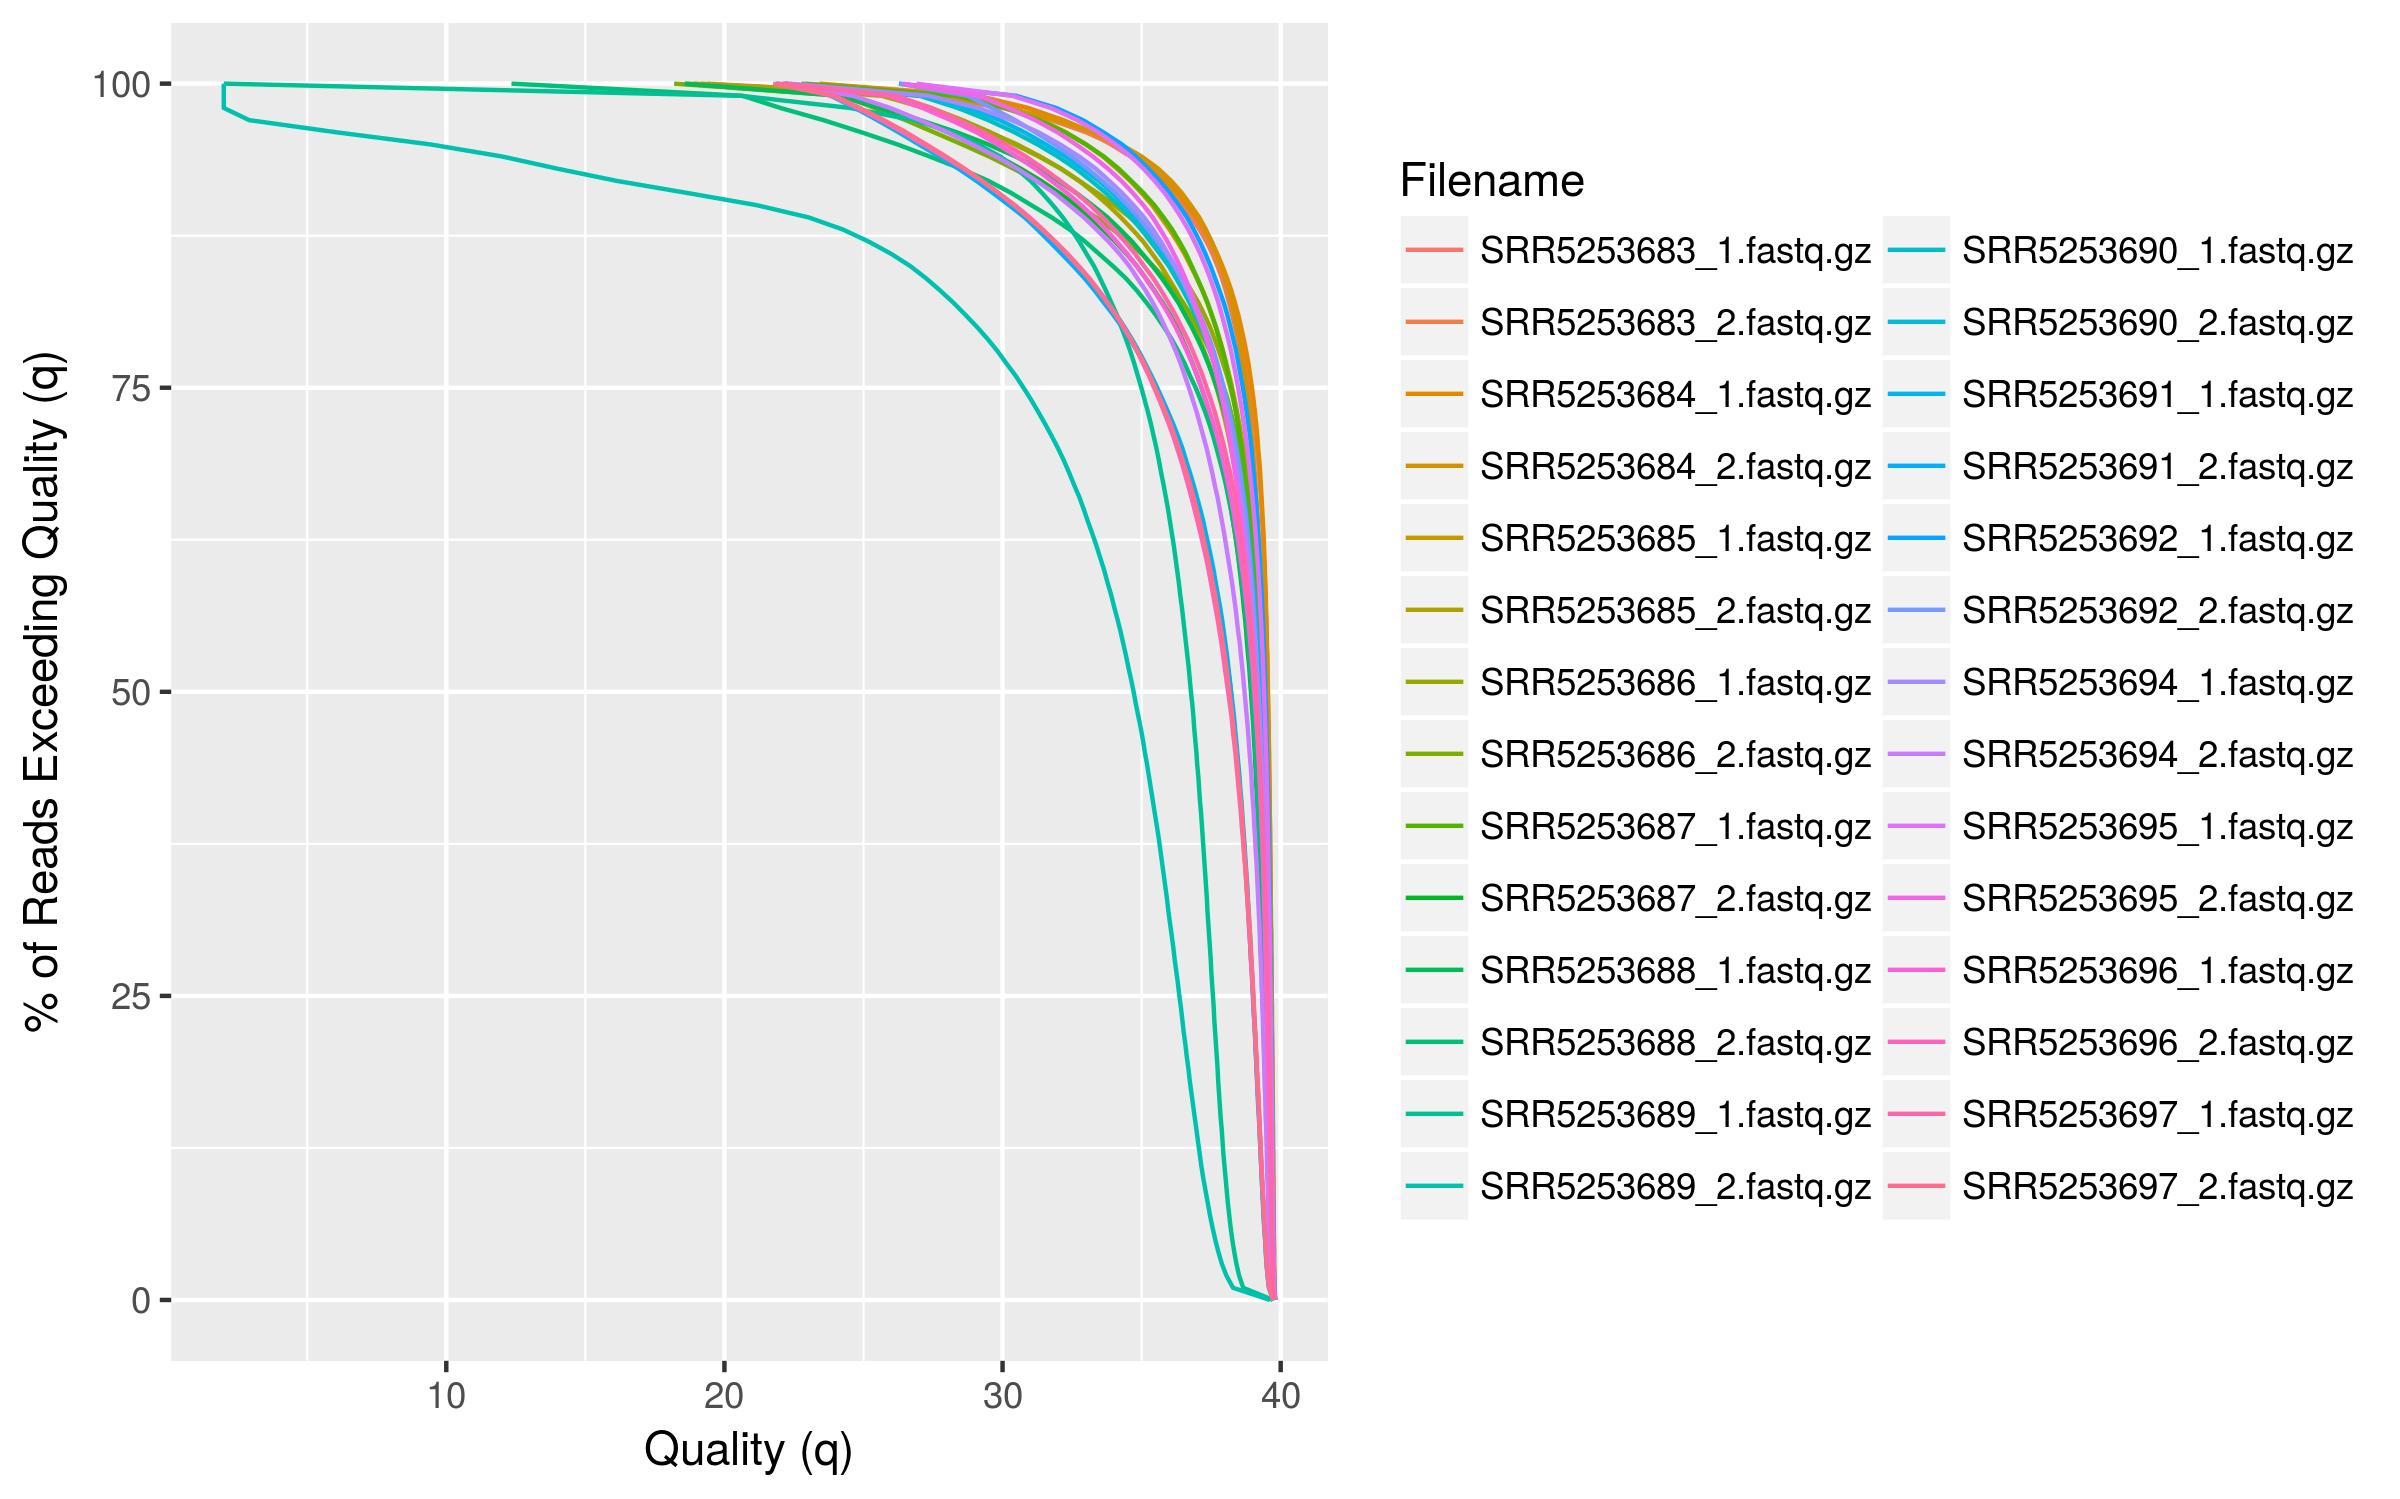 % of Reads Exceeding Quality (q)
100
75
50
25
0
10 20 30 40
Quality (q)
Filename
SRR5253683_1.fastq.gz
SRR5253683_2.fastq.gz
SRR5253684_1.fastq.gz
SRR5253684_2.fastq.gz
SRR5253685_1.fastq.gz
SRR5253685_2.fastq.gz
SRR5253686_1.fastq.gz
SRR5253686_2.fastq.gz
SRR5253687_1.fastq.gz
SRR5253687_2.fastq.gz
SRR5253688_1.fastq.gz
SRR5253688_2.fastq.gz
SRR5253689_1.fastq.gz
SRR5253689_2.fastq.gz
SRR5253690_1.fastq.gz
SRR5253690_2.fastq.gz
SRR5253691_1.fastq.gz
SRR5253691_2.fastq.gz
SRR5253692_1.fastq.gz
SRR5253692_2.fastq.gz
SRR5253694_1.fastq.gz
SRR5253694_2.fastq.gz
SRR5253695_1.fastq.gz
SRR5253695_2.fastq.gz
SRR5253696_1.fastq.gz
SRR5253696_2.fastq.gz
SRR5253697_1.fastq.gz
SRR5253697_2.fastq.gz